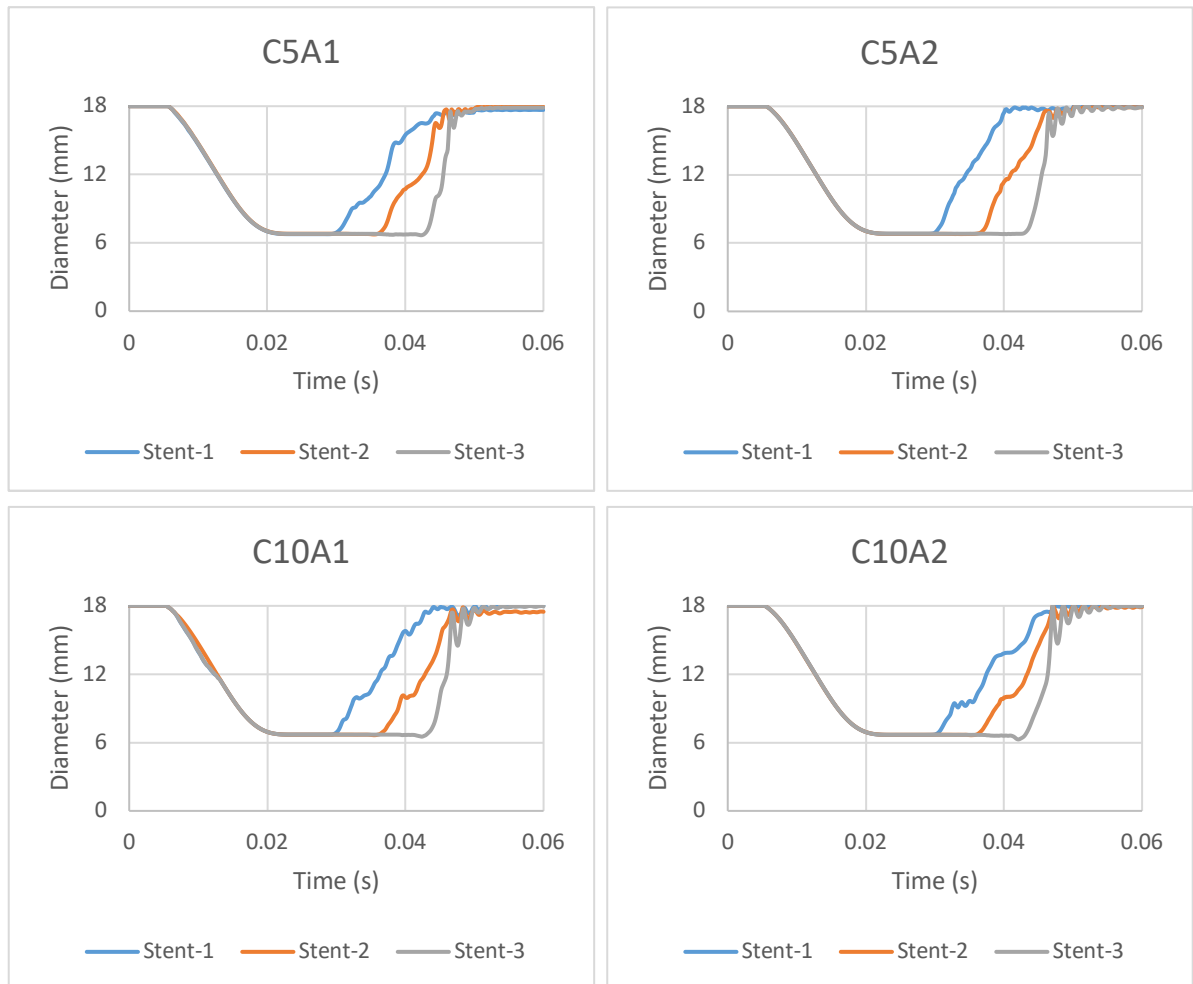 C5A1
18
12
6
0
Diameter (mm)
0 0.02 0.04 0.06
Time (s)
Stent-1 Stent-2 Stent-3
C5A2
18
12
6
0
Diameter (mm)
0 0.02 0.04 0.06
Time (s)
Stent-1 Stent-2 Stent-3
C10A1
18
12
6
0
Diameter (mm)
0 0.02 0.04 0.06
Time (s)
Stent-1 Stent-2 Stent-3
C10A2
18
12
6
0
Diameter (mm)
0 0.02 0.04 0.06
Time (s)
Stent-1 Stent-2 Stent-3